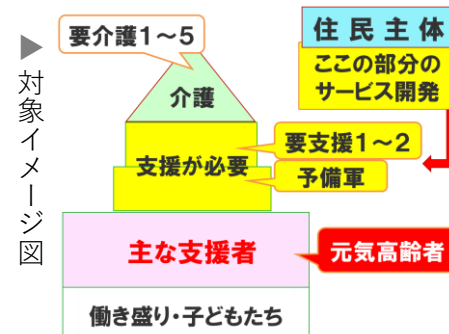 ▶対象イメージ図
要介護1～5
介護
支援が必要
要支援1～2
予備軍
主な支援者
元気高齢者
働き盛り･子どもたち
住民主体
ここの部分の
サービス開発